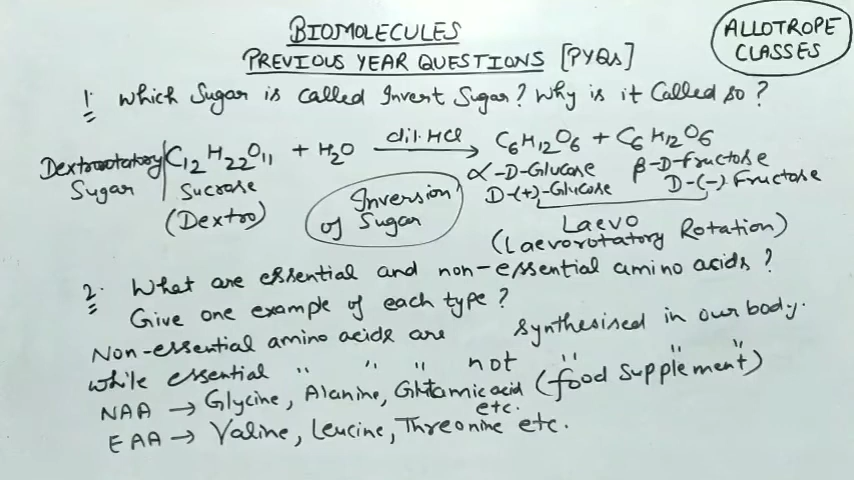 BIOMOLECULES
PREVIOUS YEAR QUESTIONS [PYQs]
ALLOTROPE
CLASSES
1. Which Sugar is called Invert Sugar? Why is it Called so?
Dextrorotatory C12H22O11 + H2O dil. HCl → C6H12O6 + C6H12O6
Sugar Sucrose α-D-Glucose β-D-fructose
(Dextro) D-(+)-Glucose D-(-) Fructose
Inversion
of Sugar
Laevo
(Laevorotatory Rotation)
2. What are essential and non-essential amino acids?
Give one example of each type?
Non-essential amino acids are synthesised in our body.
while essential " " " not " " "
NAA → Glycine, Alanine, Glutamic acid etc. (food supplement)
EAA → Valine, Leucine, Threonine etc.